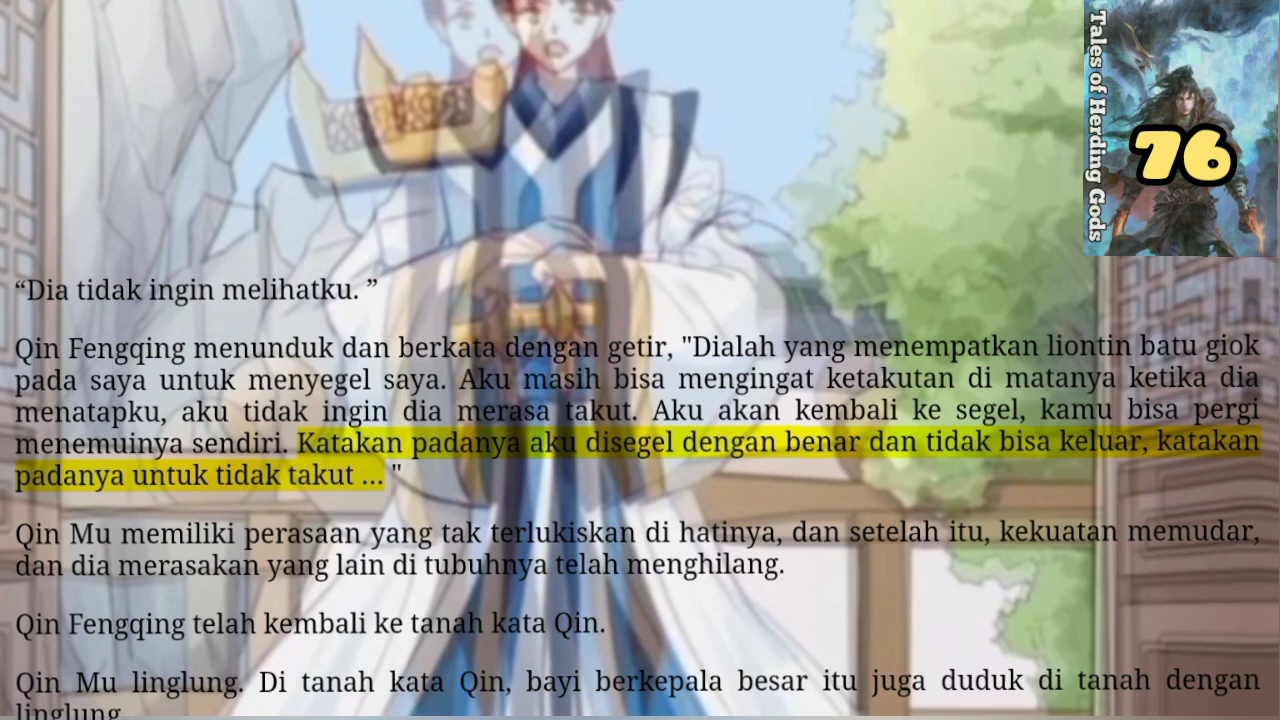 Tales of Herding Gods
76
“Dia tidak ingin melihatku. ”
Qin Fengqing menunduk dan berkata dengan getir, "Dialah yang menempatkan liontin batu giok
pada saya untuk menyegel saya. Aku masih bisa mengingat ketakutan di matanya ketika dia
menatapku, aku tidak ingin dia merasa takut. Aku akan kembali ke segel, kamu bisa pergi
menemuinya sendiri. Katakan padanya aku disegel dengan benar dan tidak bisa keluar, katakan
padanya untuk tidak takut ... "
Qin Mu memiliki perasaan yang tak terlukiskan di hatinya, dan setelah itu, kekuatan memudar,
dan dia merasakan yang lain di tubuhnya telah menghilang.
Qin Fengqing telah kembali ke tanah kata Qin.
Qin Mu linglung. Di tanah kata Qin, bayi berkepala besar itu juga duduk di tanah dengan
linglung